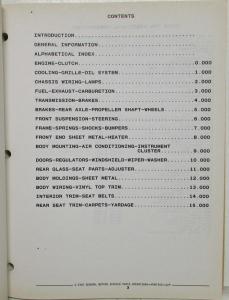 CONTENTS
INTRODUCTION
GENERAL INFORMATION
ALPHABETICAL INDEX
ENGINE-CLUTCH 0.000
COOLING-GRILLE-OIL SYSTEM 1.000
CHASSIS WIRING-LAMPS 2.000
FUEL-EXHAUST-CARBURETION 3.000
TRANSMISSION-BRAKES 4.000
BRAKES-REAR AXLE-PROPELLER SHAFT-WHEELS 5.000
FRONT SUSPENSION-STEERING 6.000
FRAME-SPRINGS-SHOCKS-BUMPERS 7.000
FRONT END SHEET METAL-HEATER 8.000
BODY MOUNTING-AIR CONDITIONING-INSTRUMENT
CLUSTER 9.000
DOORS-REGULATORS-WINDSHIELD-WIPER-WASHER 10.000
REAR GLASS-SEAT PARTS-ADJUSTER 11.000
BODY MOLDINGS-SHEET METAL 12.000
BODY WIRING-VINYL TOP TRIM 13.000
INTERIOR TRIM-SEAT BELTS 14.000
REAR SEAT TRIM-CARPETS-YARDAGE 15.000
3